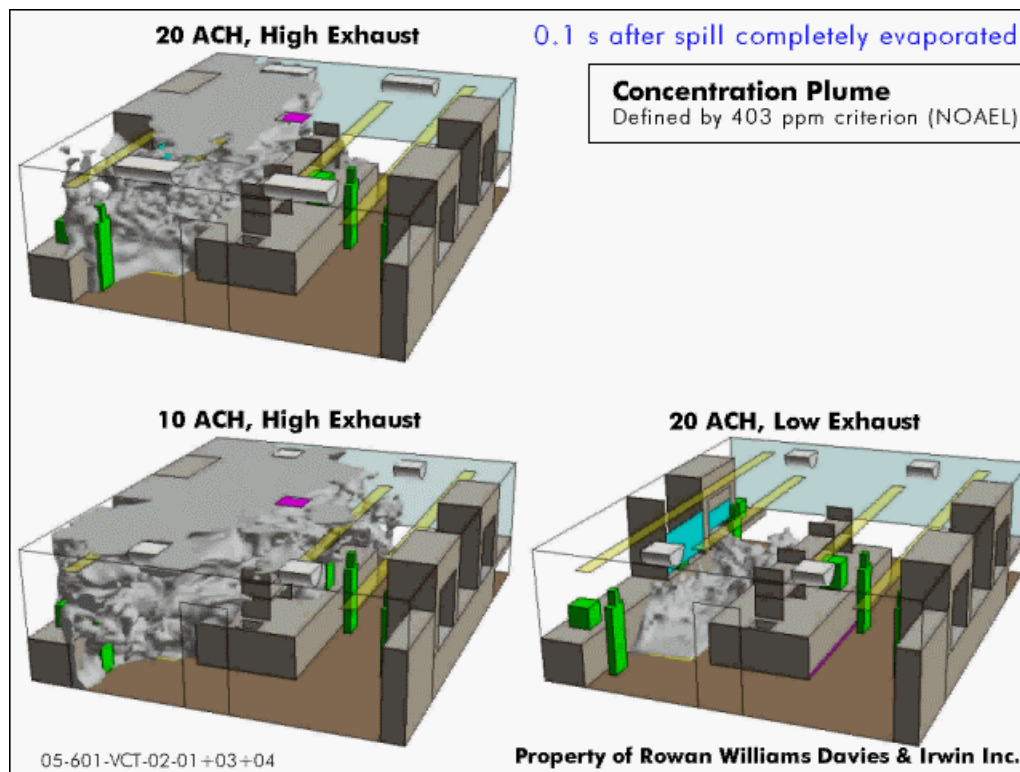 20 ACH, High Exhaust
0.1 s after spill completely evaporated
Concentration Plume
Defined by 403 ppm criterion (NOAEL)
10 ACH, High Exhaust
20 ACH, Low Exhaust
05-601-VCT-02-01+03+04
Property of Rowan Williams Davies & Irwin Inc.